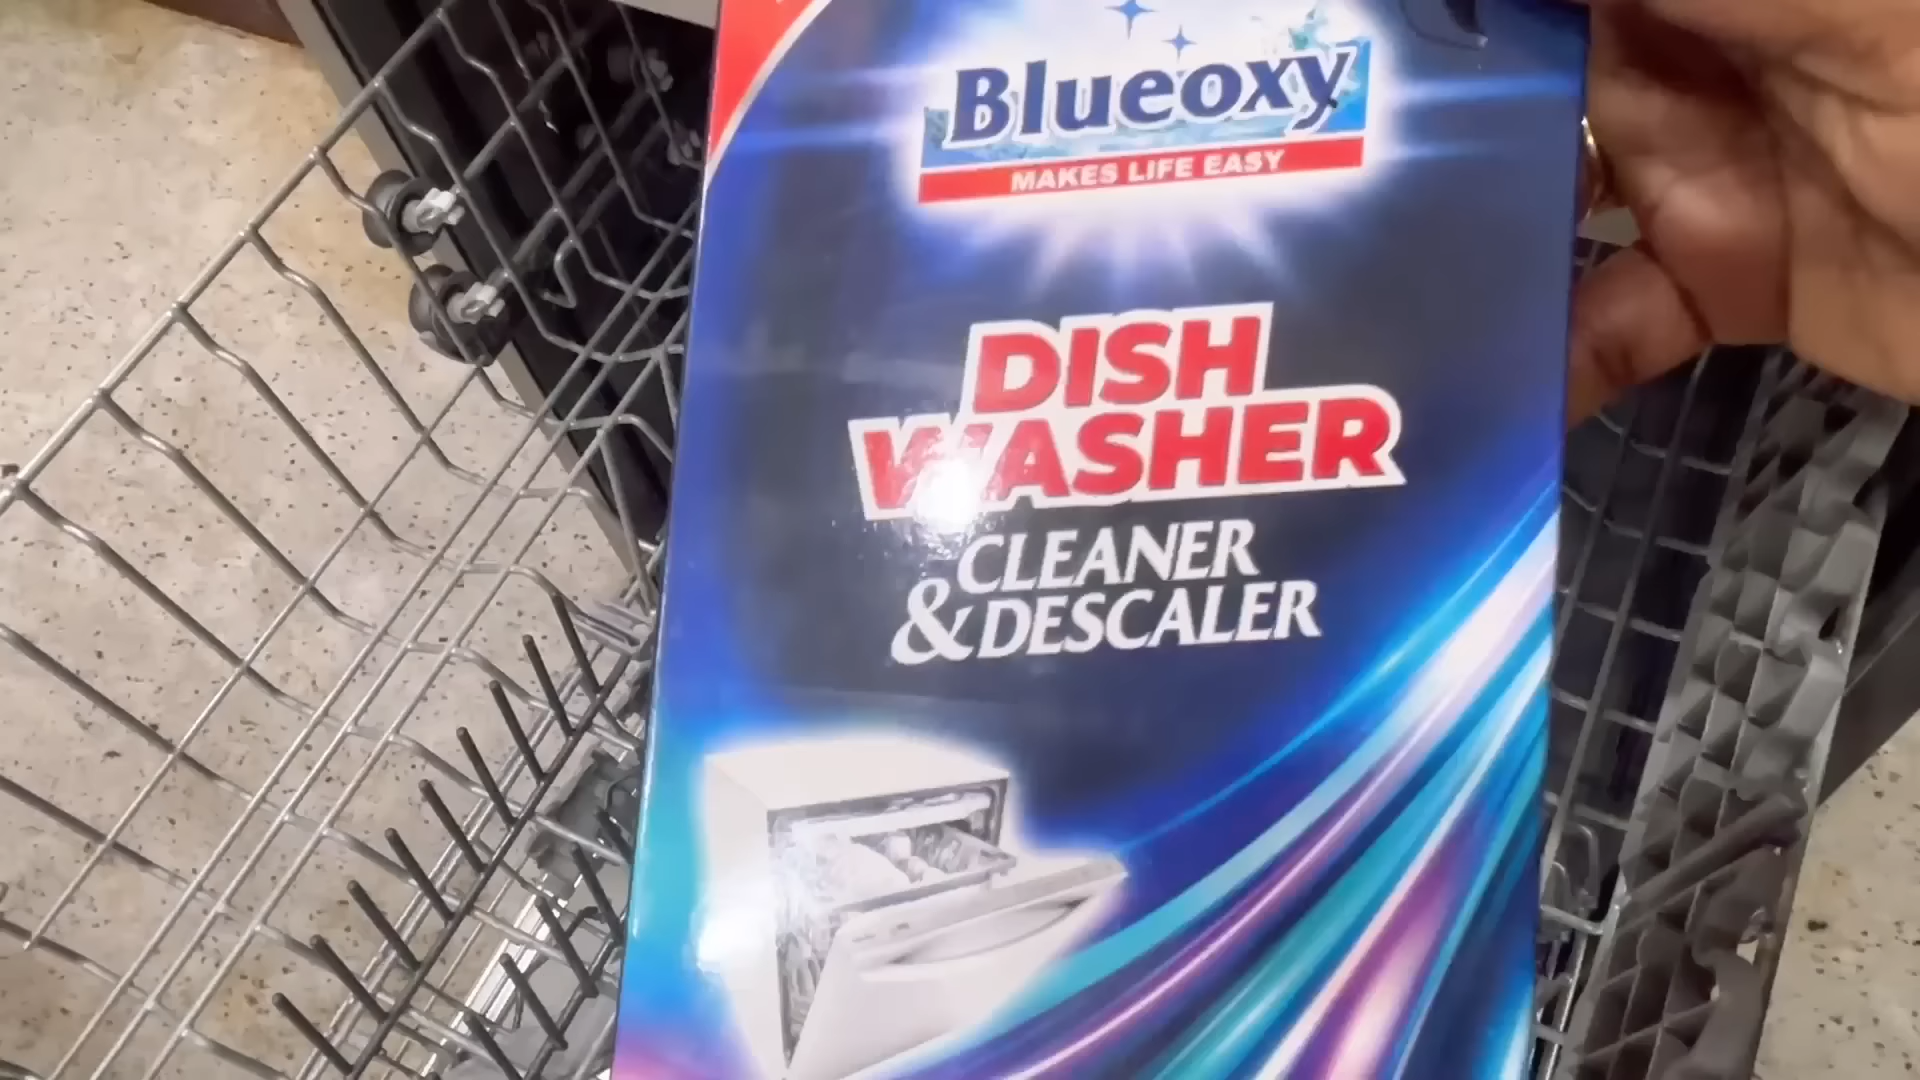 Blueoxy
MAKES LIFE EASY
DISH
WASHER
CLEANER
& DESCALER